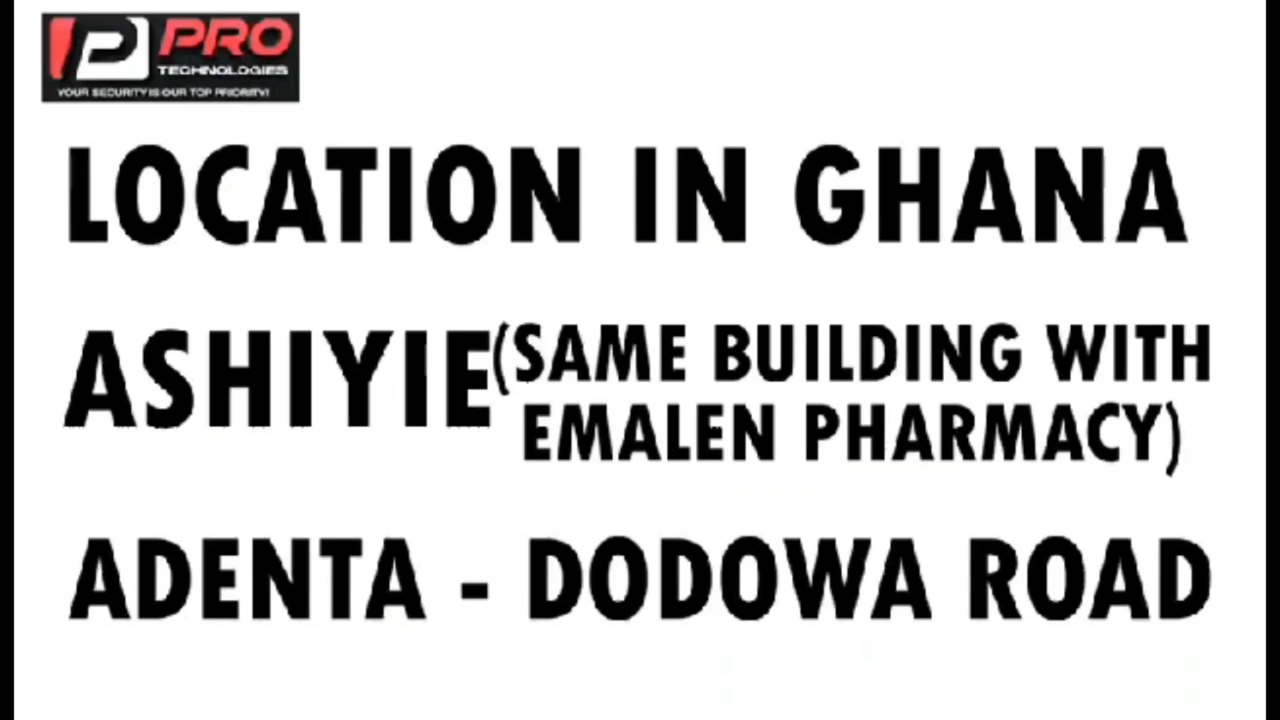 PRO
TECHNOLOGIES
YOUR SECURITY IS OUR TOP PRIORITY!
LOCATION IN GHANA
ASHIYIE (SAME BUILDING WITH
EMALEN PHARMACY)
ADENTA - DODOWA ROAD